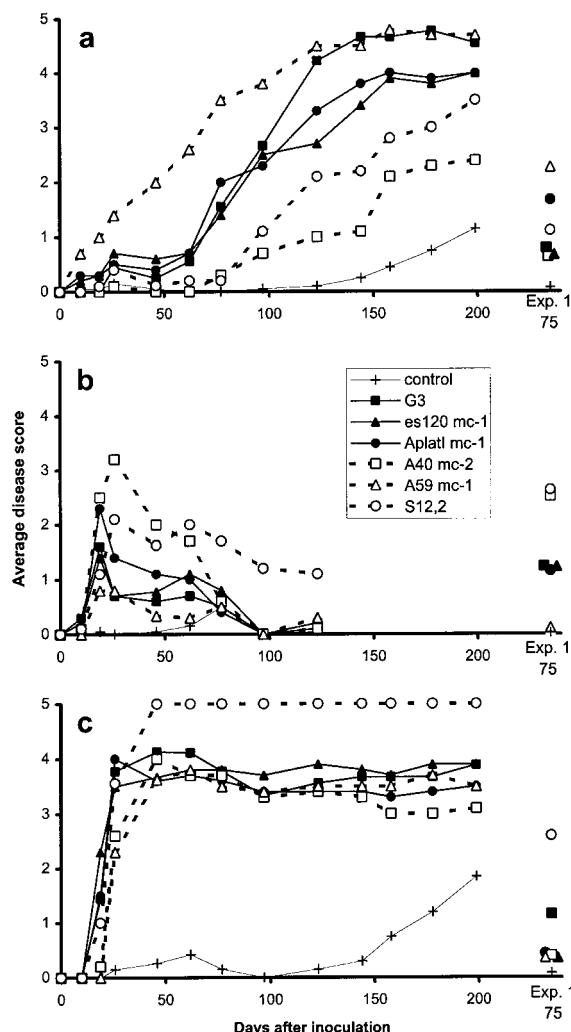 a
5
4
3
2
1
0
0 50 100 150 200 Exp. 1
75
b
5
4
3
2
1
0
control
G3
es120 mc-1
Aplatl mc-1
A40 mc-2
A59 mc-1
S12,2
Average disease score
0 50 100 150 200 Exp. 1
75
c
5
4
3
2
1
0
0 50 100 150 200 Exp. 1
75
Days after inoculation